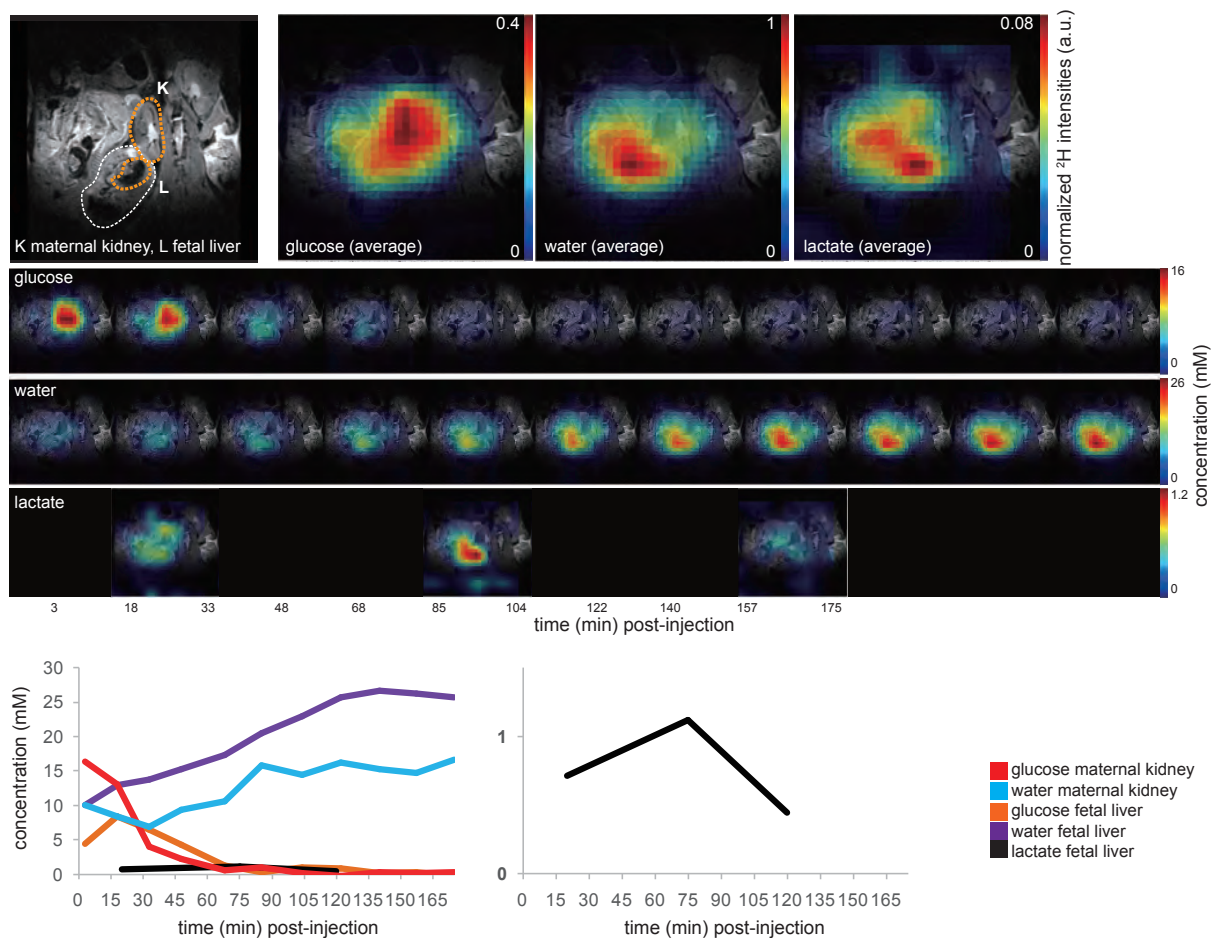 K
L
K maternal kidney, L fetal liver
0.4
0
glucose (average)
1
0
water (average)
0.08
0
lactate (average)
normalized ²H intensities (a.u.)
glucose
16
0
water
26
0
lactate
1.2
0
concentration (mM)
3 18 33 48 68 85 104 122 140 157 175
time (min) post-injection
30
25
20
15
10
5
0
concentration (mM)
0 15 30 45 60 75 90 105 120 135 150 165
time (min) post-injection
1
0
0 15 30 45 60 75 90 105 120 135 150 165
time (min) post-injection
glucose maternal kidney
water maternal kidney
glucose fetal liver
water fetal liver
lactate fetal liver